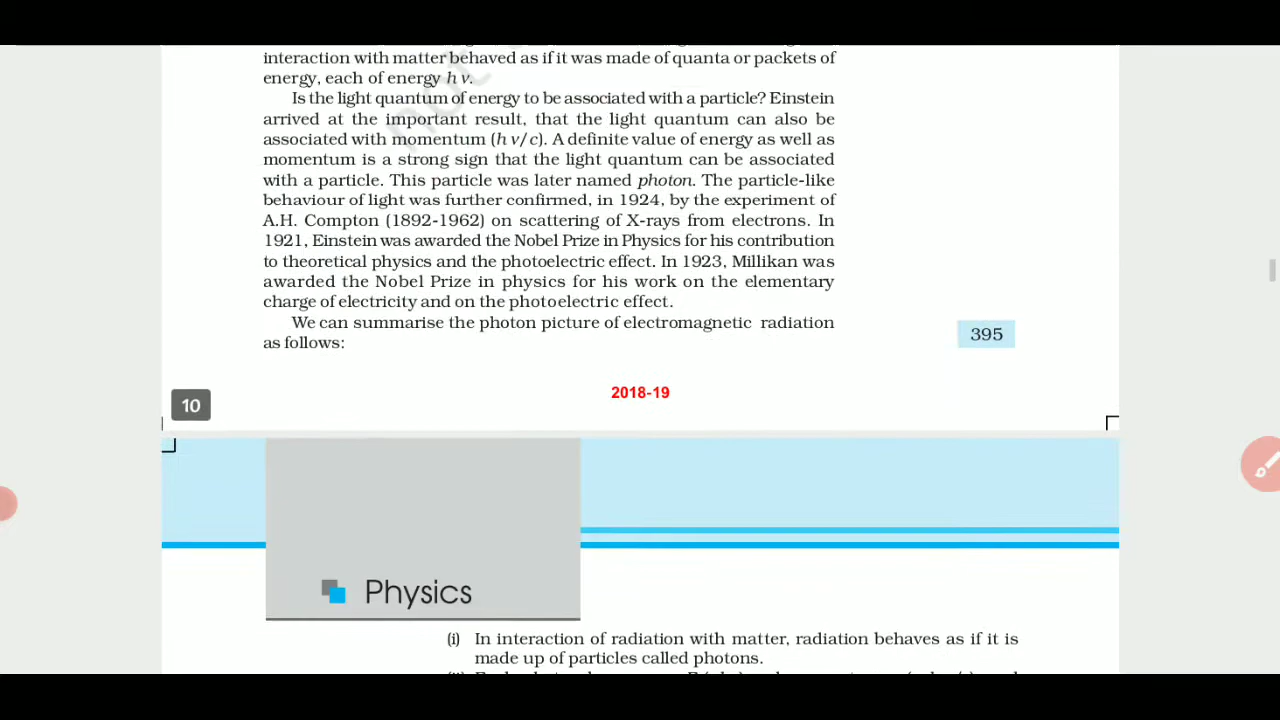 interaction with matter behaved as if it was made of quanta or packets of
energy, each of energy h ν.
Is the light quantum of energy to be associated with a particle? Einstein
arrived at the important result, that the light quantum can also be
associated with momentum (h ν/c). A definite value of energy as well as
momentum is a strong sign that the light quantum can be associated
with a particle. This particle was later named photon. The particle-like
behaviour of light was further confirmed, in 1924, by the experiment of
A.H. Compton (1892-1962) on scattering of X-rays from electrons. In
1921, Einstein was awarded the Nobel Prize in Physics for his contribution
to theoretical physics and the photoelectric effect. In 1923, Millikan was
awarded the Nobel Prize in physics for his work on the elementary
charge of electricity and on the photoelectric effect.
We can summarise the photon picture of electromagnetic radiation
as follows:
395
2018-19
10
Physics
(i) In interaction of radiation with matter, radiation behaves as if it is
made up of particles called photons.